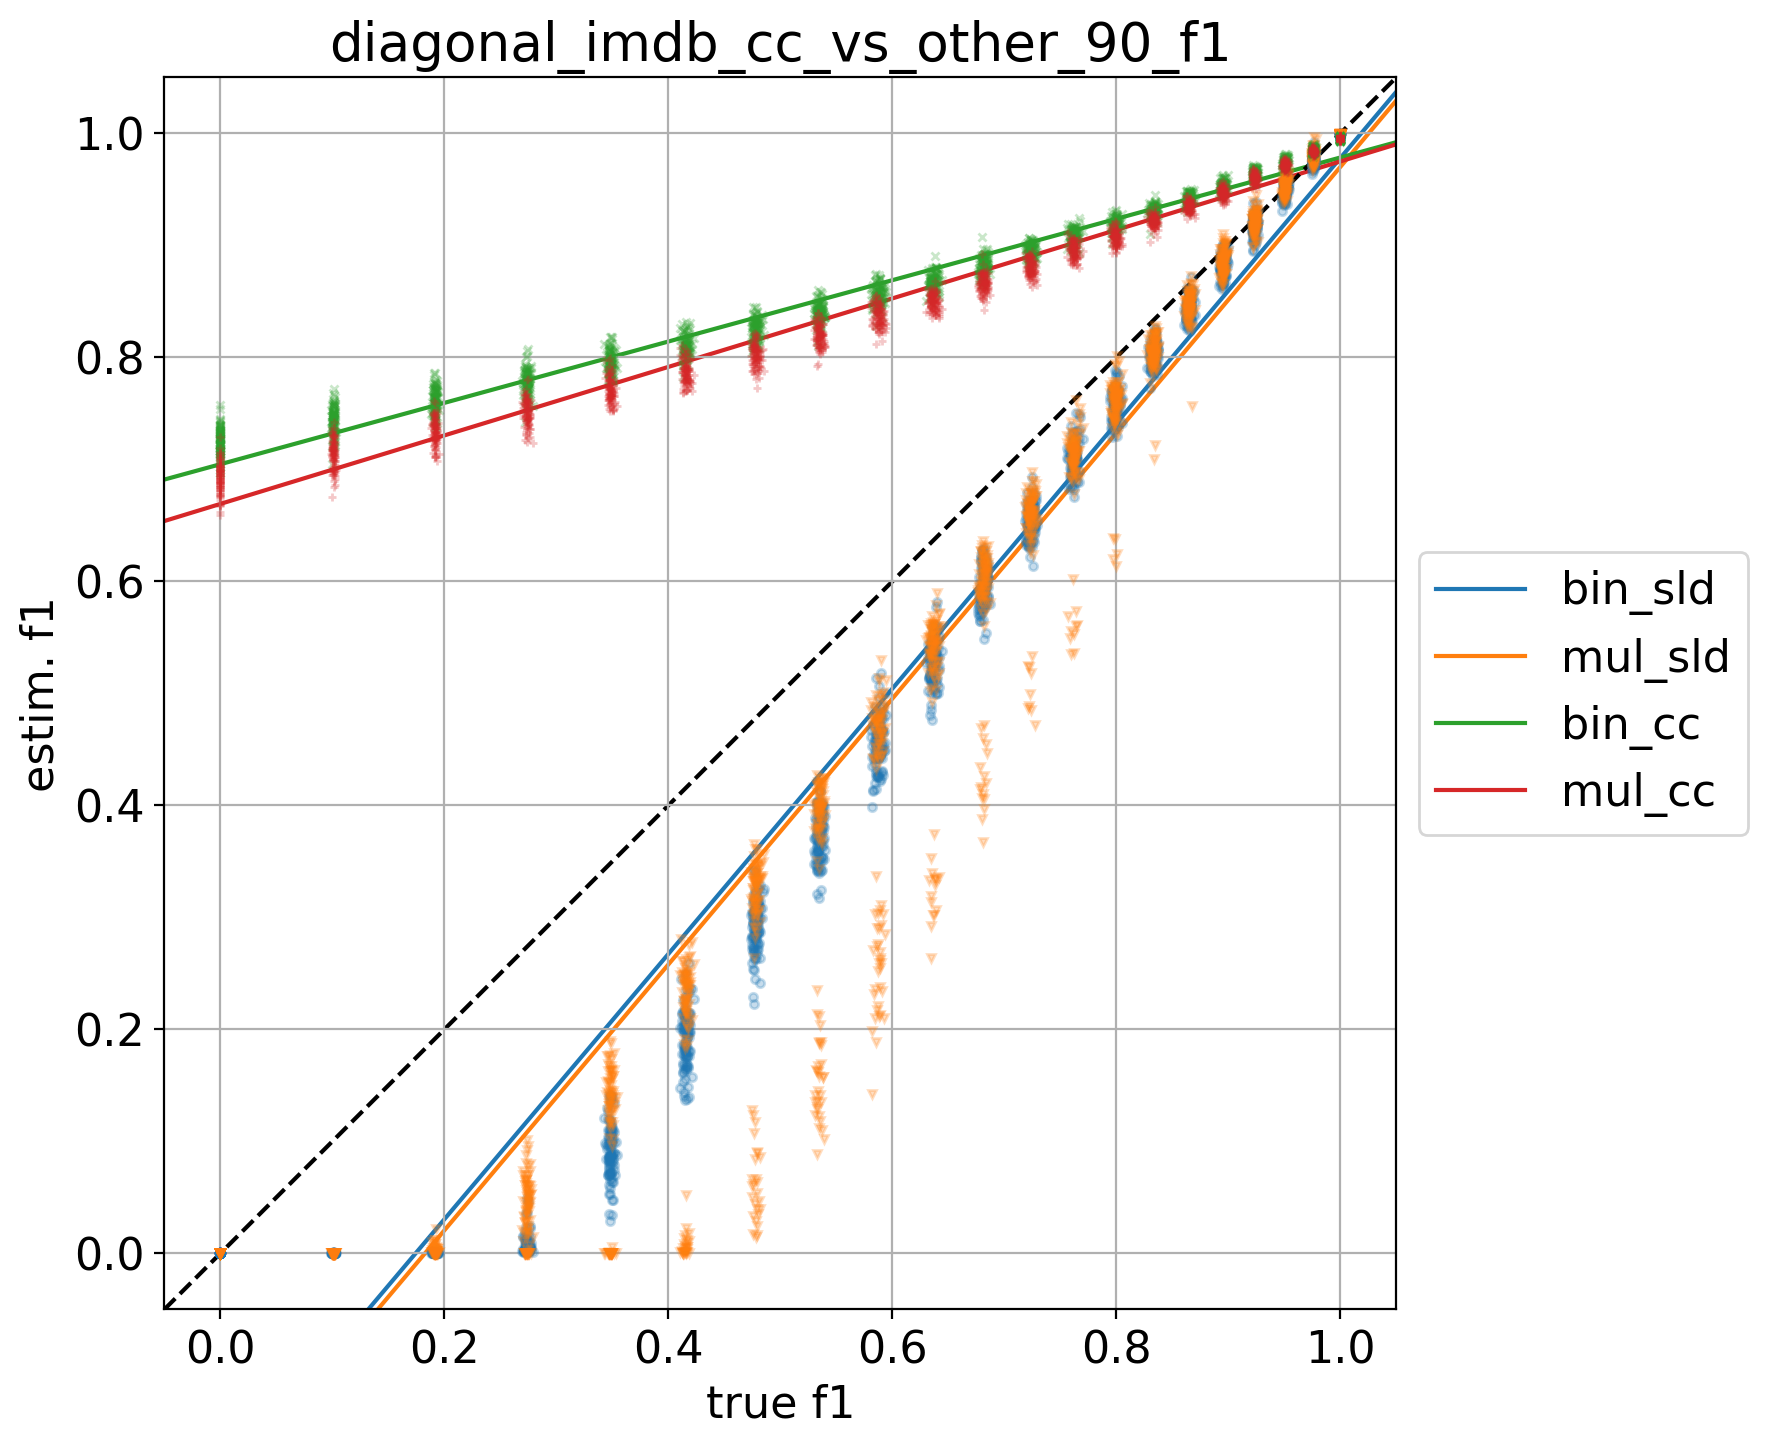 diagonal_imdb_cc_vs_other_90_f1
estim. f1
1.0
0.8
0.6
0.4
0.2
0.0
0.0 0.2 0.4 0.6 0.8 1.0
true f1
bin_sld
mul_sld
bin_cc
mul_cc